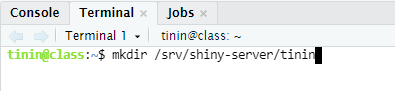 Console Terminal × Jobs ×
Terminal 1 tinin@class: ~
tinin@class:~$ mkdir /srv/shiny-server/tinin